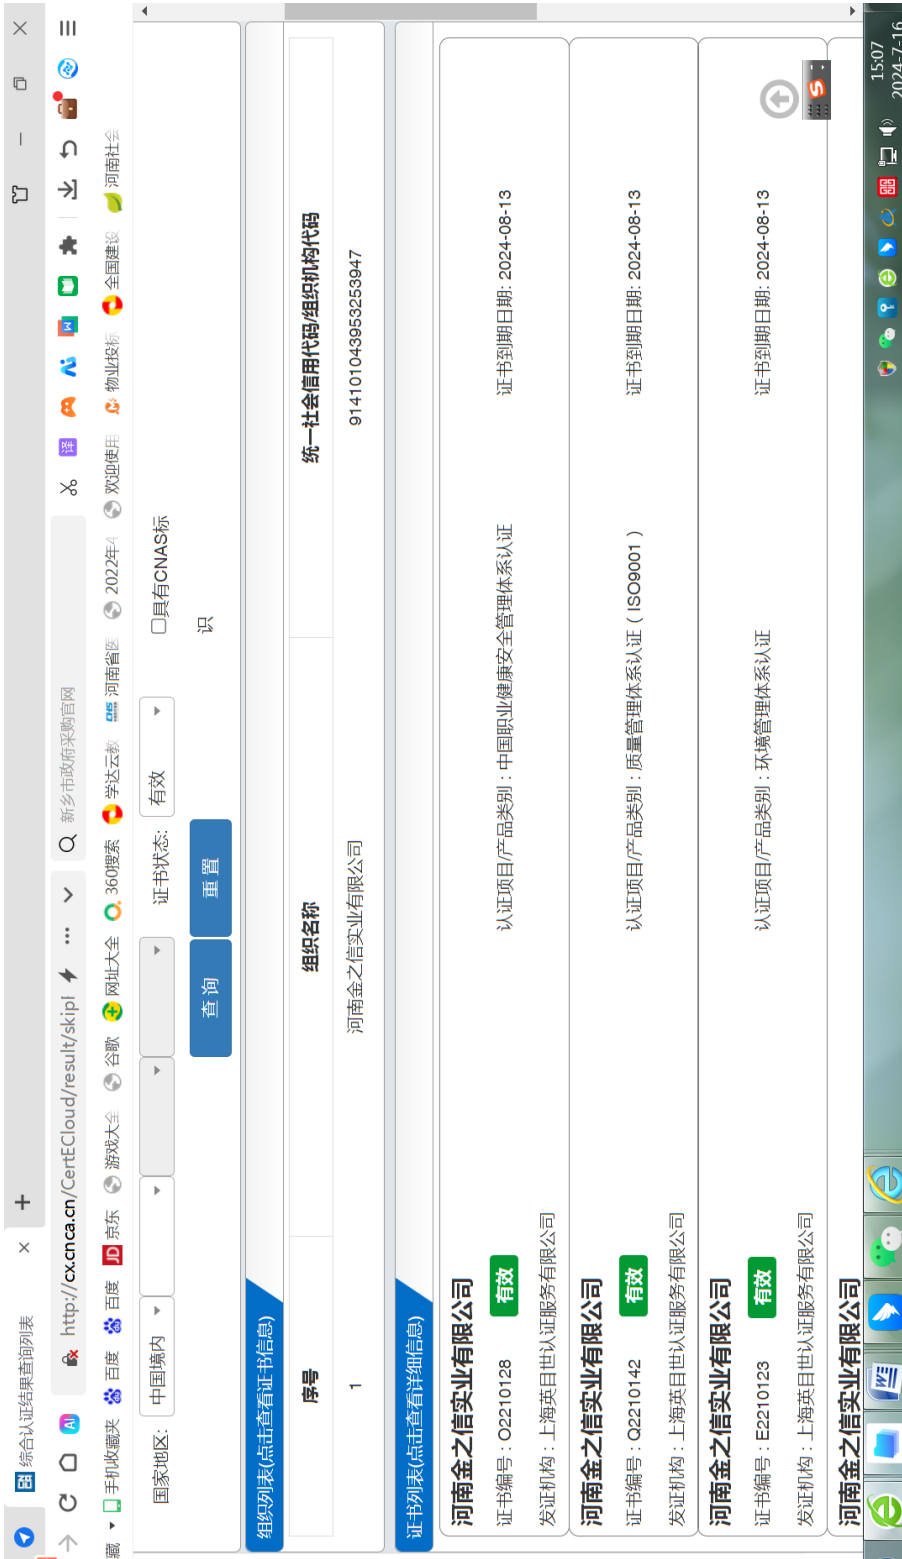 综合认证结果查询列表
http://cx.cnca.cn/CertECloud/result/skipl
新乡市政府采购官网
译
藏
手机收藏夹
百度
百度
JD
京东
游戏大全
谷歌
网址大全
360搜索
学达云教
CHS
河南省医
2022年4
欢迎使用
物业投标
全国建设
河南社会
国家地区:
中国境内
证书状态:
有效
具有CNAS标
识
查 询
重 置
组织列表(点击查看证书信息)
序号 组织名称 统一社会信用代码/组织机构代码
1 河南金之信实业有限公司 914101043953253947
证书列表(点击查看详细信息)
河南金之信实业有限公司
证书编号：O2210128 有效 认证项目/产品类别：中国职业健康安全管理体系认证 证书到期日期: 2024-08-13
发证机构：上海英目世认证服务有限公司
河南金之信实业有限公司
证书编号：Q2210142 有效 认证项目/产品类别：质量管理体系认证（ISO9001） 证书到期日期: 2024-08-13
发证机构：上海英目世认证服务有限公司
河南金之信实业有限公司
证书编号：E2210123 有效 认证项目/产品类别：环境管理体系认证 证书到期日期: 2024-08-13
发证机构：上海英目世认证服务有限公司
河南金之信实业有限公司
15:07
2024-7-16